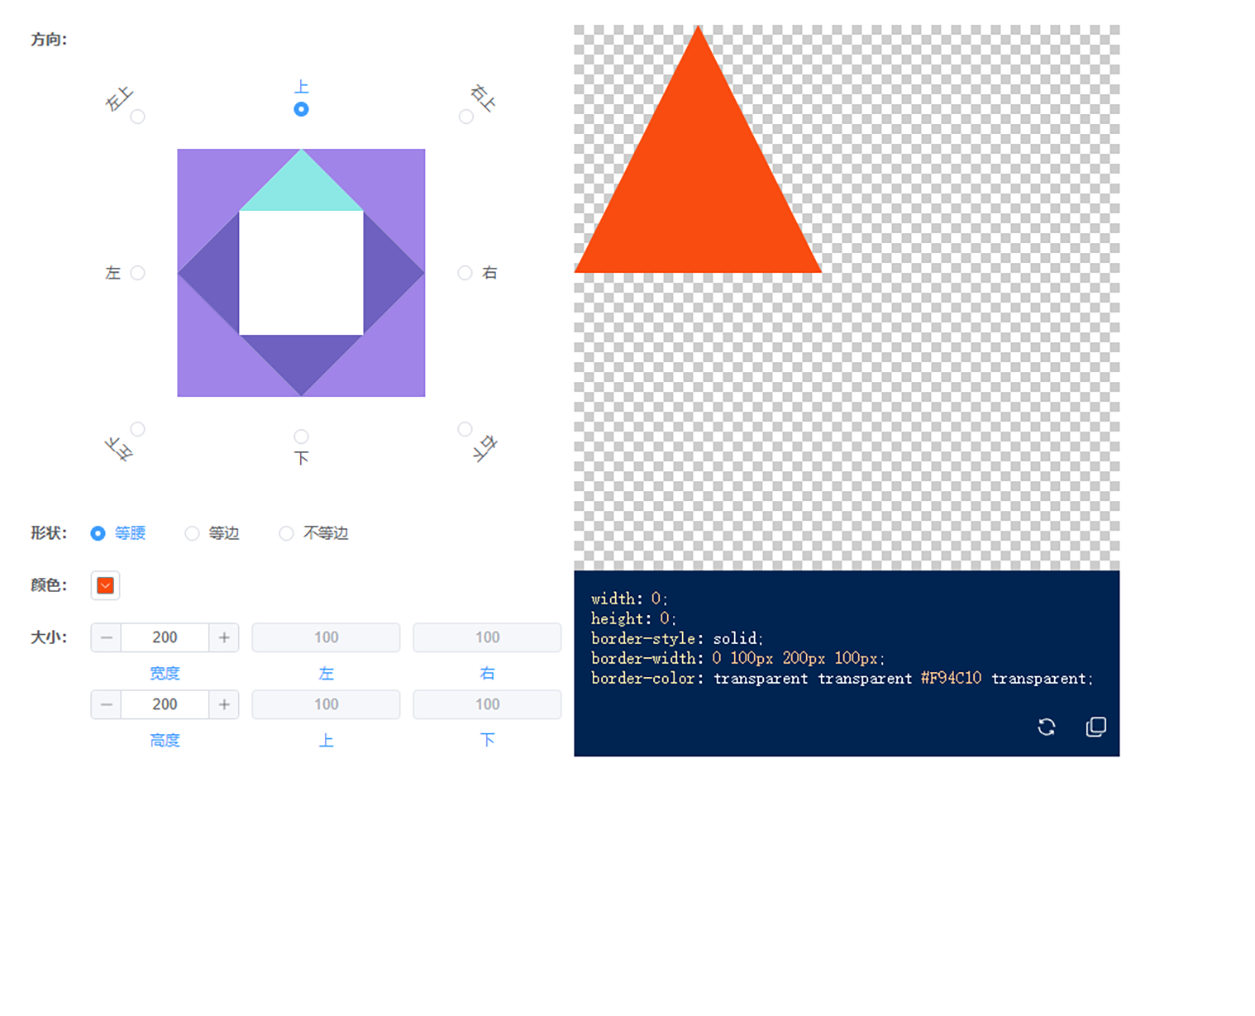 方向：
左上
上
右上
左
右
左下
下
右下
形状： 等腰 等边 不等边
颜色：
大小： 200 100 100
宽度 左 右
200 100 100
高度 上 下
width: 0;
height: 0;
border-style: solid;
border-width: 0 100px 200px 100px;
border-color: transparent transparent #F94C10 transparent;